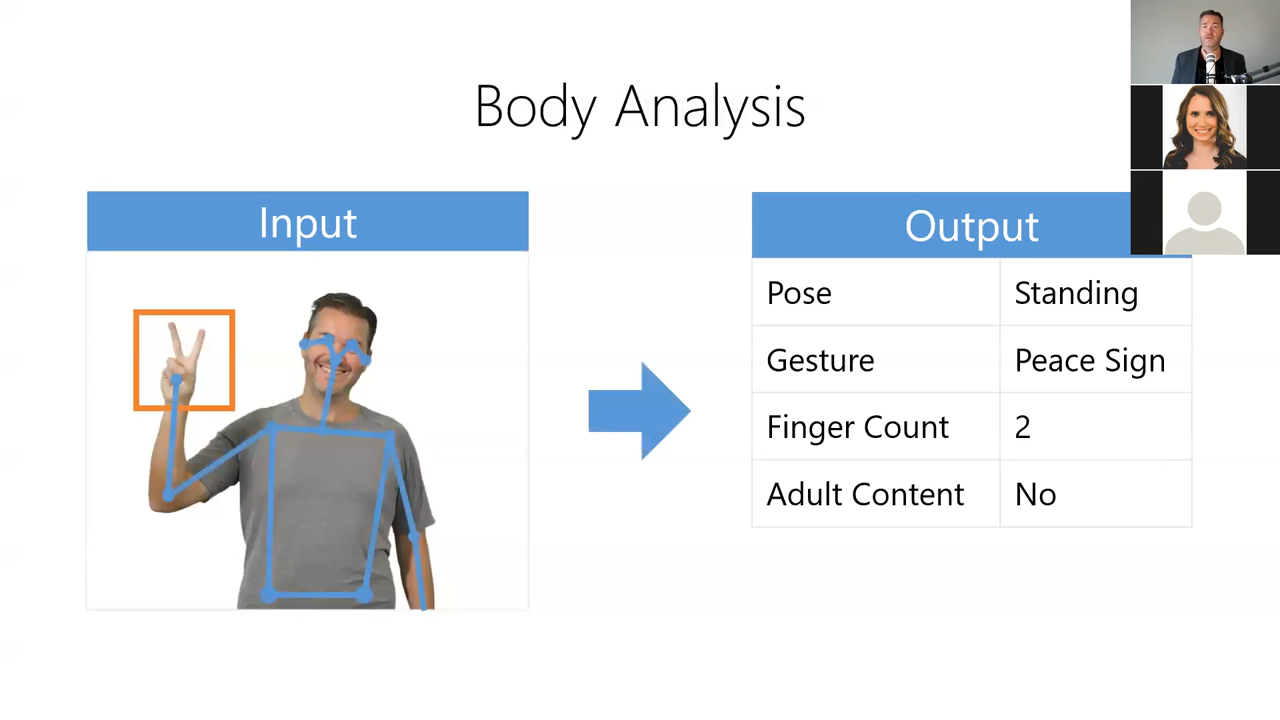 Body Analysis
Input
Output
Pose Standing
Gesture Peace Sign
Finger Count 2
Adult Content No